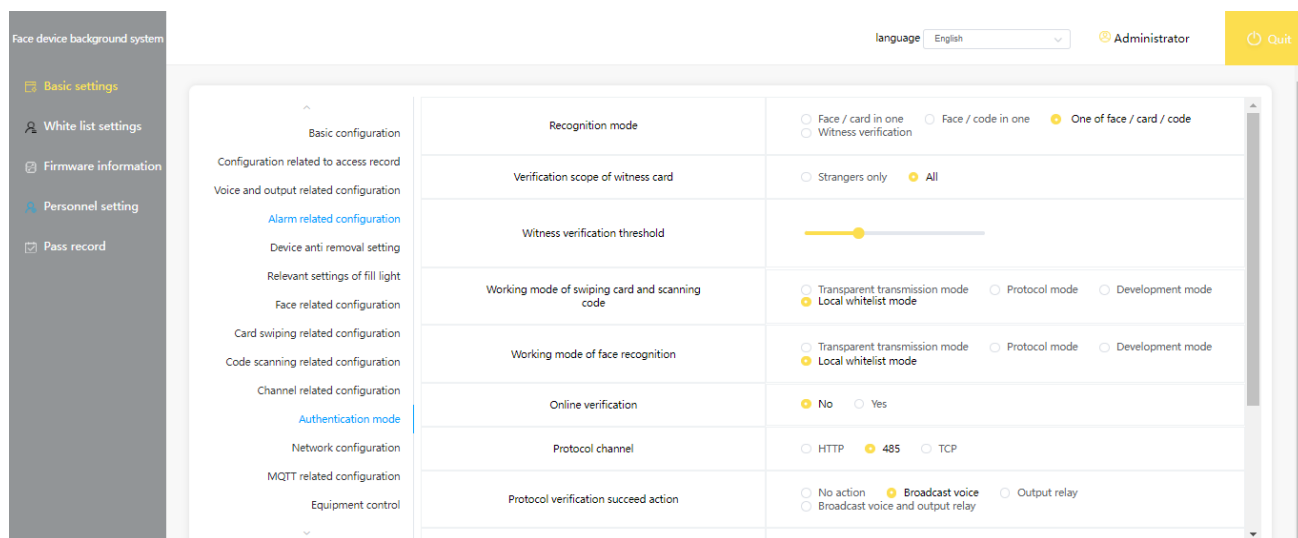 Face device background system
language English
Administrator
Quit
Basic settings
White list settings
Firmware information
Personnel setting
Pass record
Basic configuration
Configuration related to access record
Voice and output related configuration
Alarm related configuration
Device anti removal setting
Relevant settings of fill light
Face related configuration
Card swiping related configuration
Code scanning related configuration
Channel related configuration
Authentication mode
Network configuration
MQTT related configuration
Equipment control
Recognition mode
Face / card in one Face / code in one One of face / card / code
Witness verification
Verification scope of witness card
Strangers only All
Witness verification threshold
Working mode of swiping card and scanning
code
Transparent transmission mode Protocol mode Development mode
Local whitelist mode
Working mode of face recognition
Transparent transmission mode Protocol mode Development mode
Local whitelist mode
Online verification
No Yes
Protocol channel
HTTP 485 TCP
Protocol verification succeed action
No action Broadcast voice Output relay
Broadcast voice and output relay